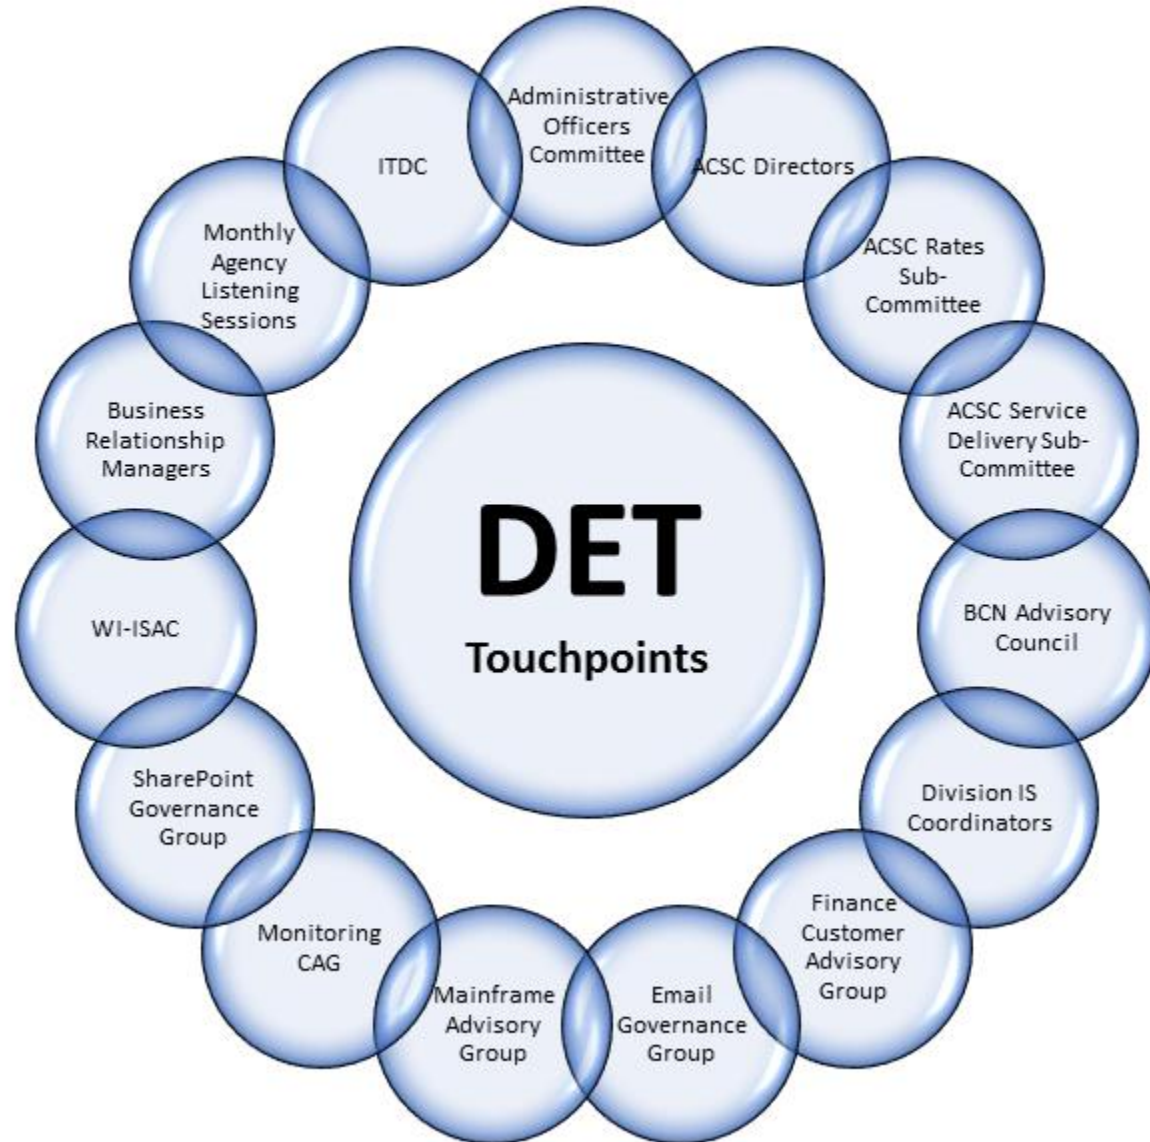 Administrative
Officers
Committee
ACSC Directors
ACSC Rates
Sub-
Committee
ACSC Service
Delivery Sub-
Committee
BCN Advisory
Council
Division IS
Coordinators
Finance
Customer
Advisory
Group
Email
Governance
Group
Mainframe
Advisory
Group
Monitoring
CAG
SharePoint
Governance
Group
WI-ISAC
Business
Relationship
Managers
Monthly
Agency
Listening
Sessions
ITDC
DET
Touchpoints